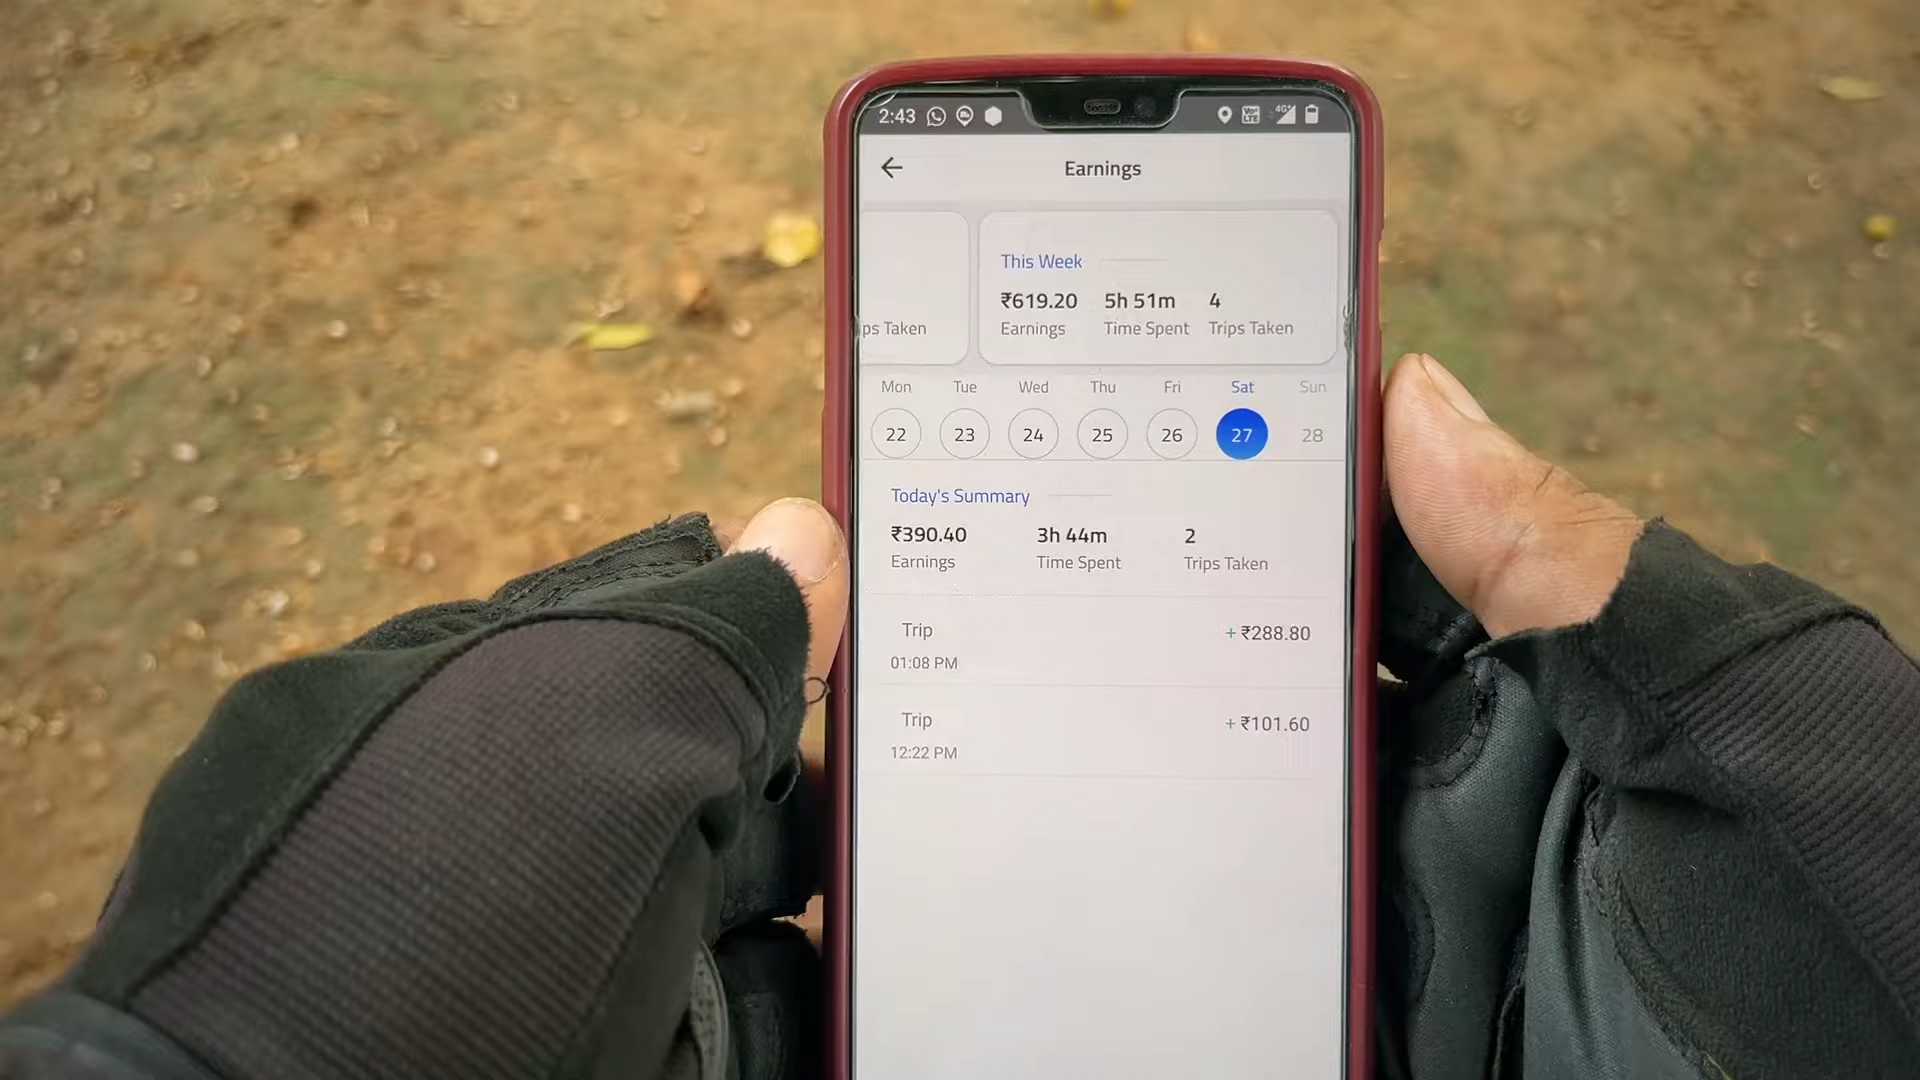 2:43
Earnings
This Week
₹619.20 5h 51m 4
ps Taken Earnings Time Spent Trips Taken
Mon Tue Wed Thu Fri Sat Sun
22 23 24 25 26 27 28
Today's Summary
₹390.40 3h 44m 2
Earnings Time Spent Trips Taken
Trip + ₹288.80
01:08 PM
Trip + ₹101.60
12:22 PM